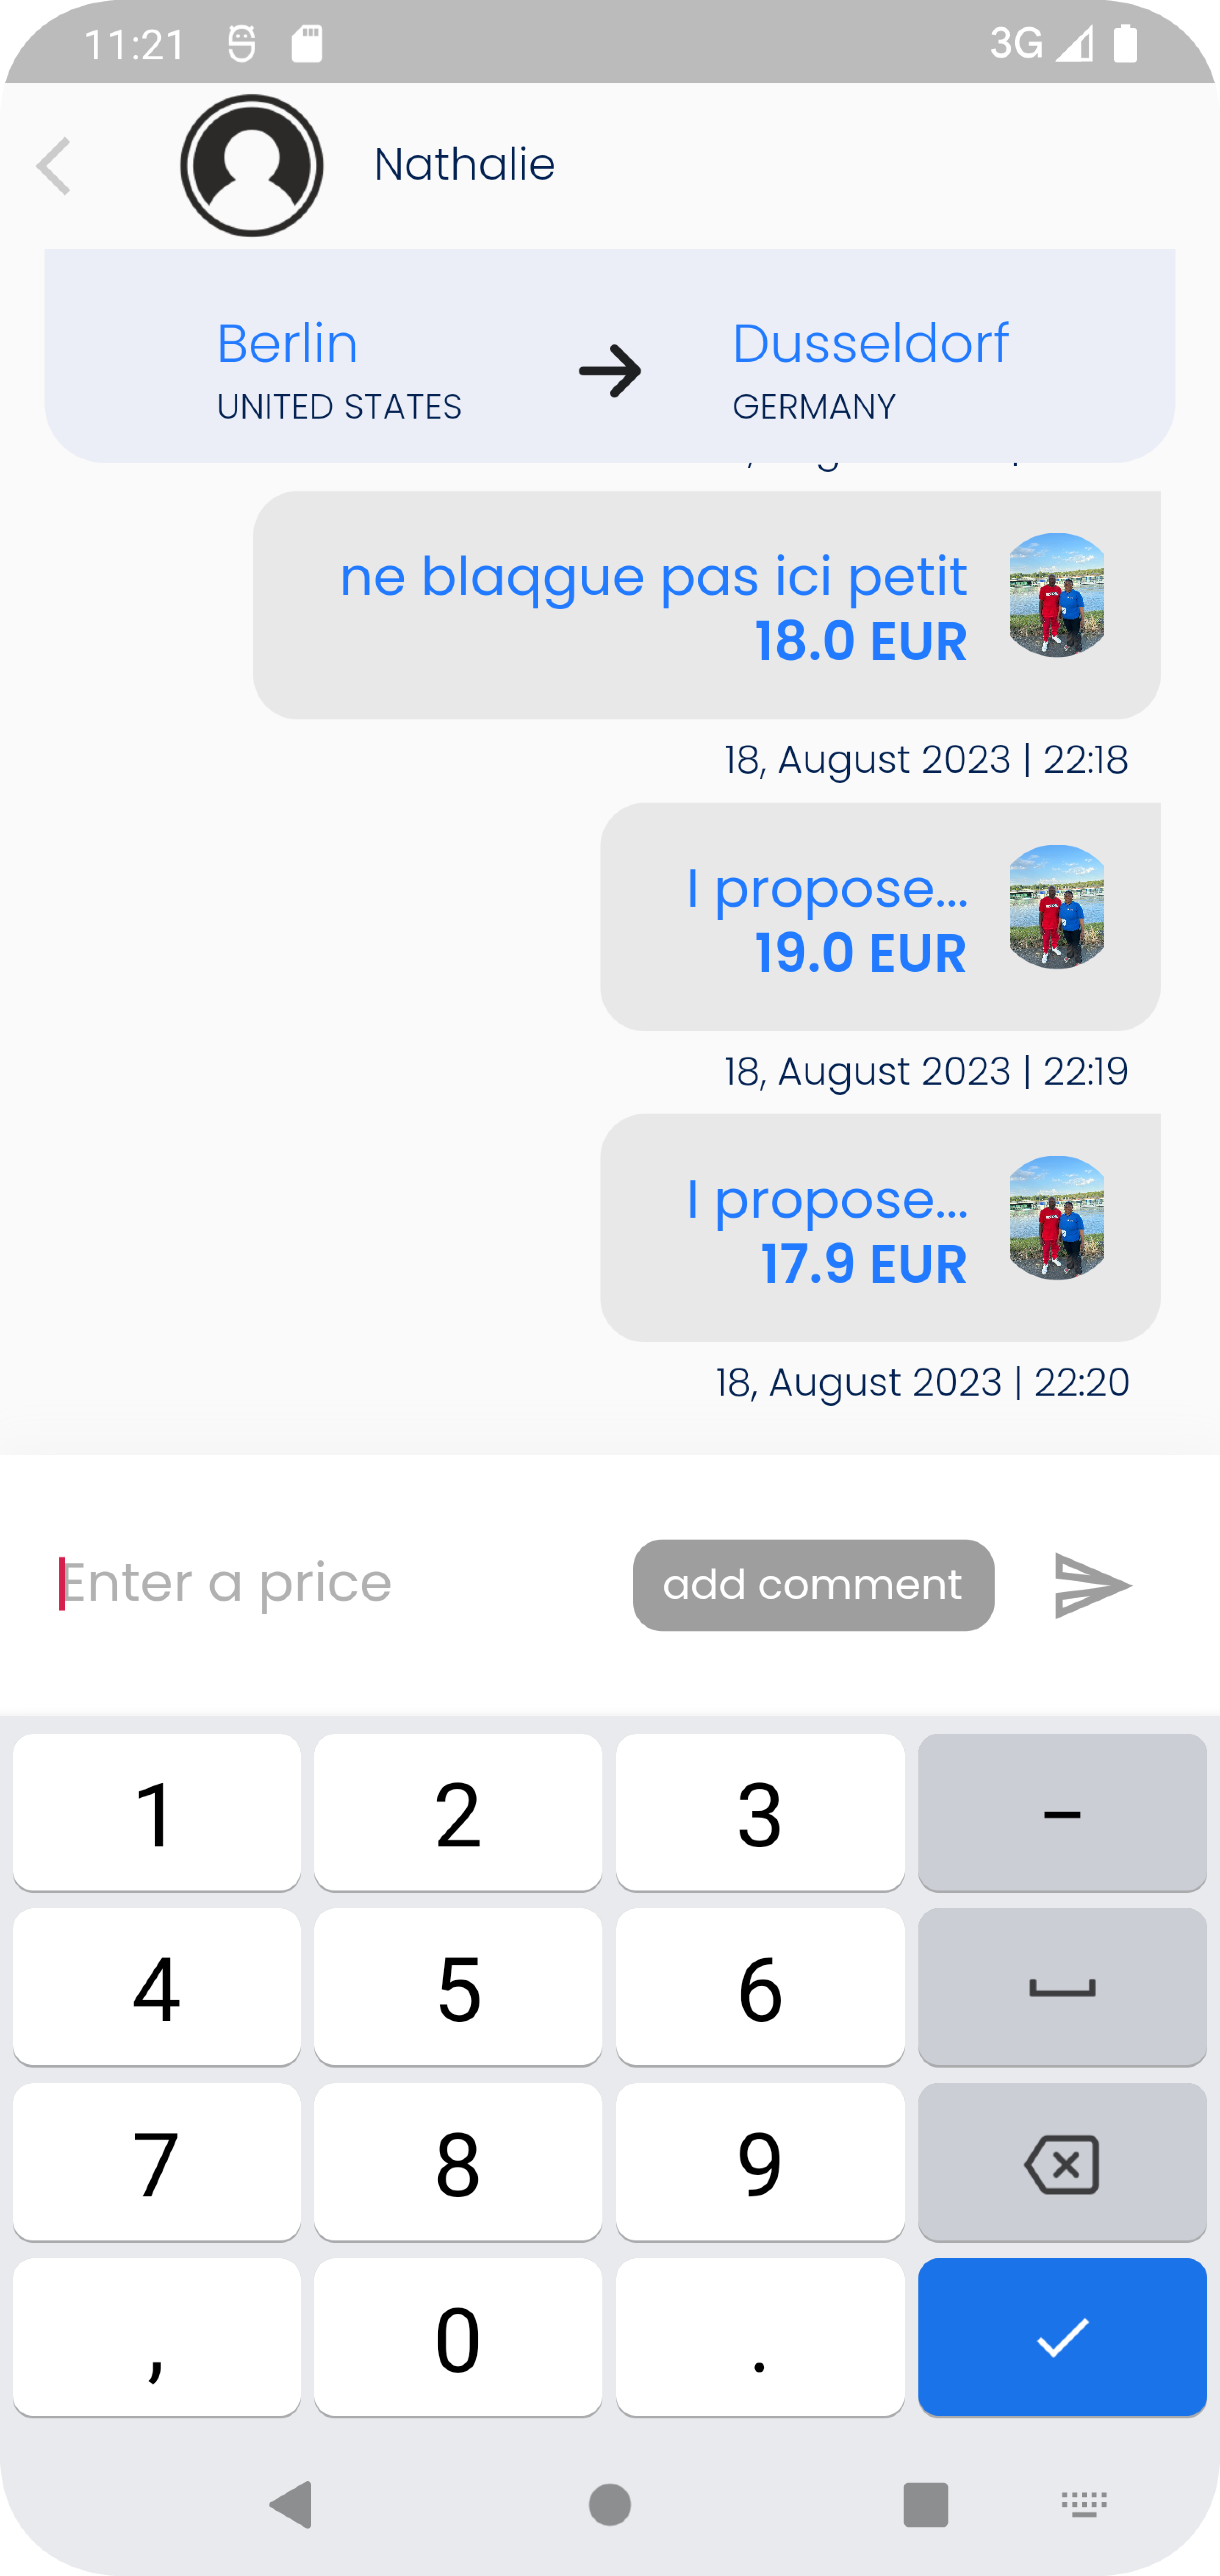 11:21
3G
Nathalie
Berlin
UNITED STATES
Dusseldorf
GERMANY
ne blaqgue pas ici petit
18.0 EUR
18, August 2023 | 22:18
I propose...
19.0 EUR
18, August 2023 | 22:19
I propose...
17.9 EUR
18, August 2023 | 22:20
Enter a price
add comment
1 2 3 –
4 5 6
7 8 9
, 0 .